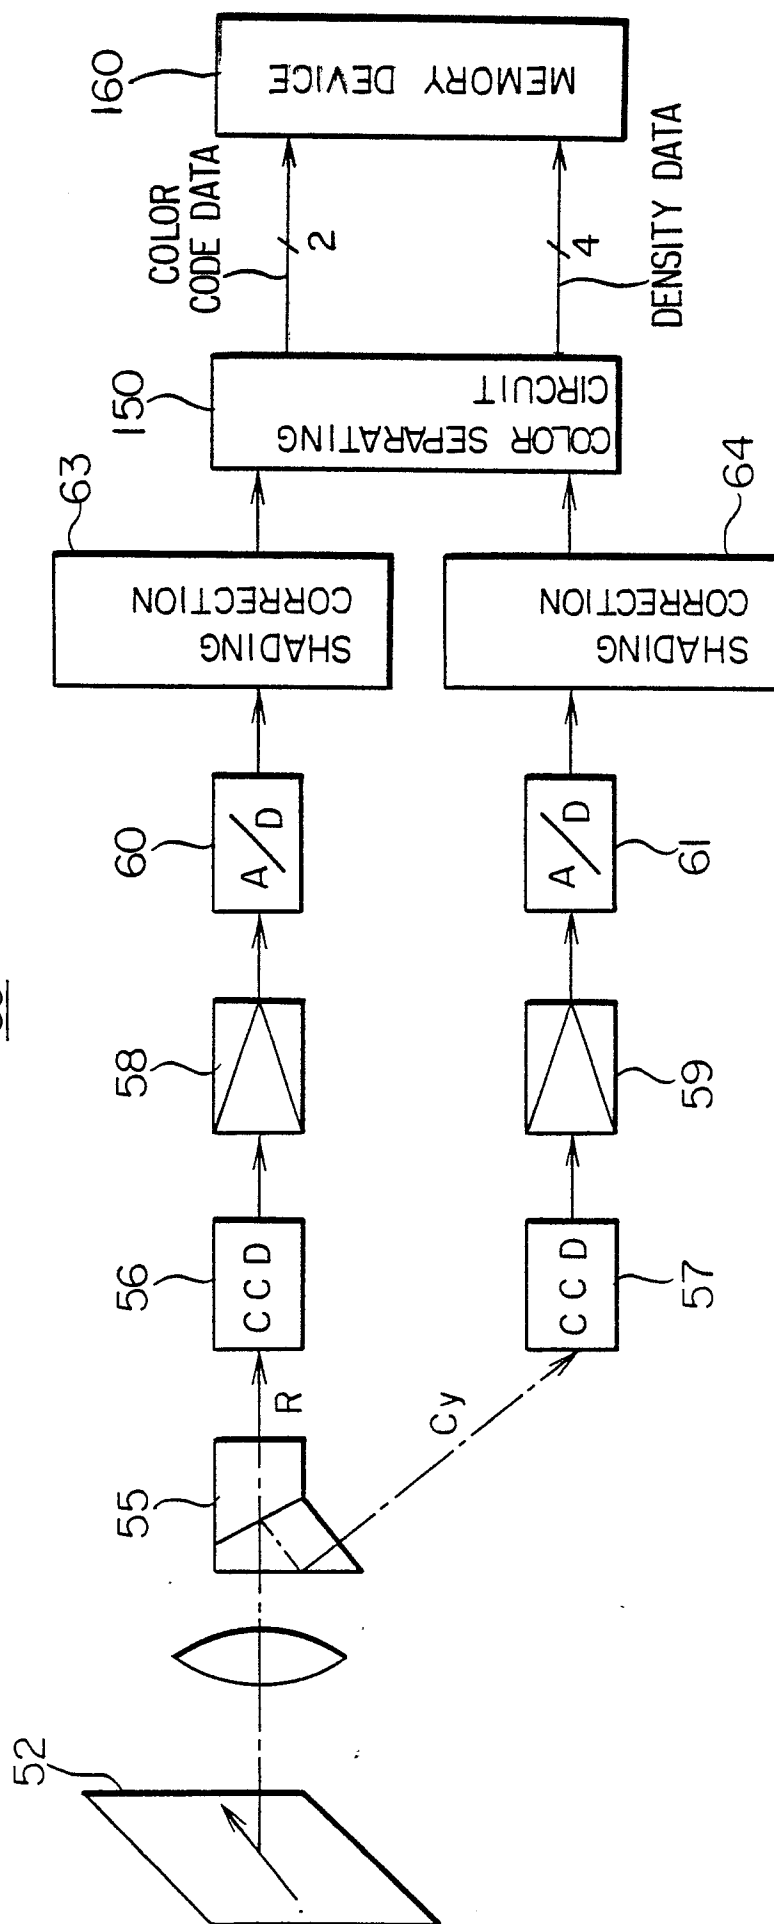 52
55
R
Cy
56
CCD
57
CCD
58
59
60
A/D
61
A/D
63
SHADING
CORRECTION
64
SHADING
CORRECTION
150
COLOR SEPARATING
CIRCUIT
COLOR
CODE DATA
2
4
DENSITY DATA
160
MEMORY DEVICE